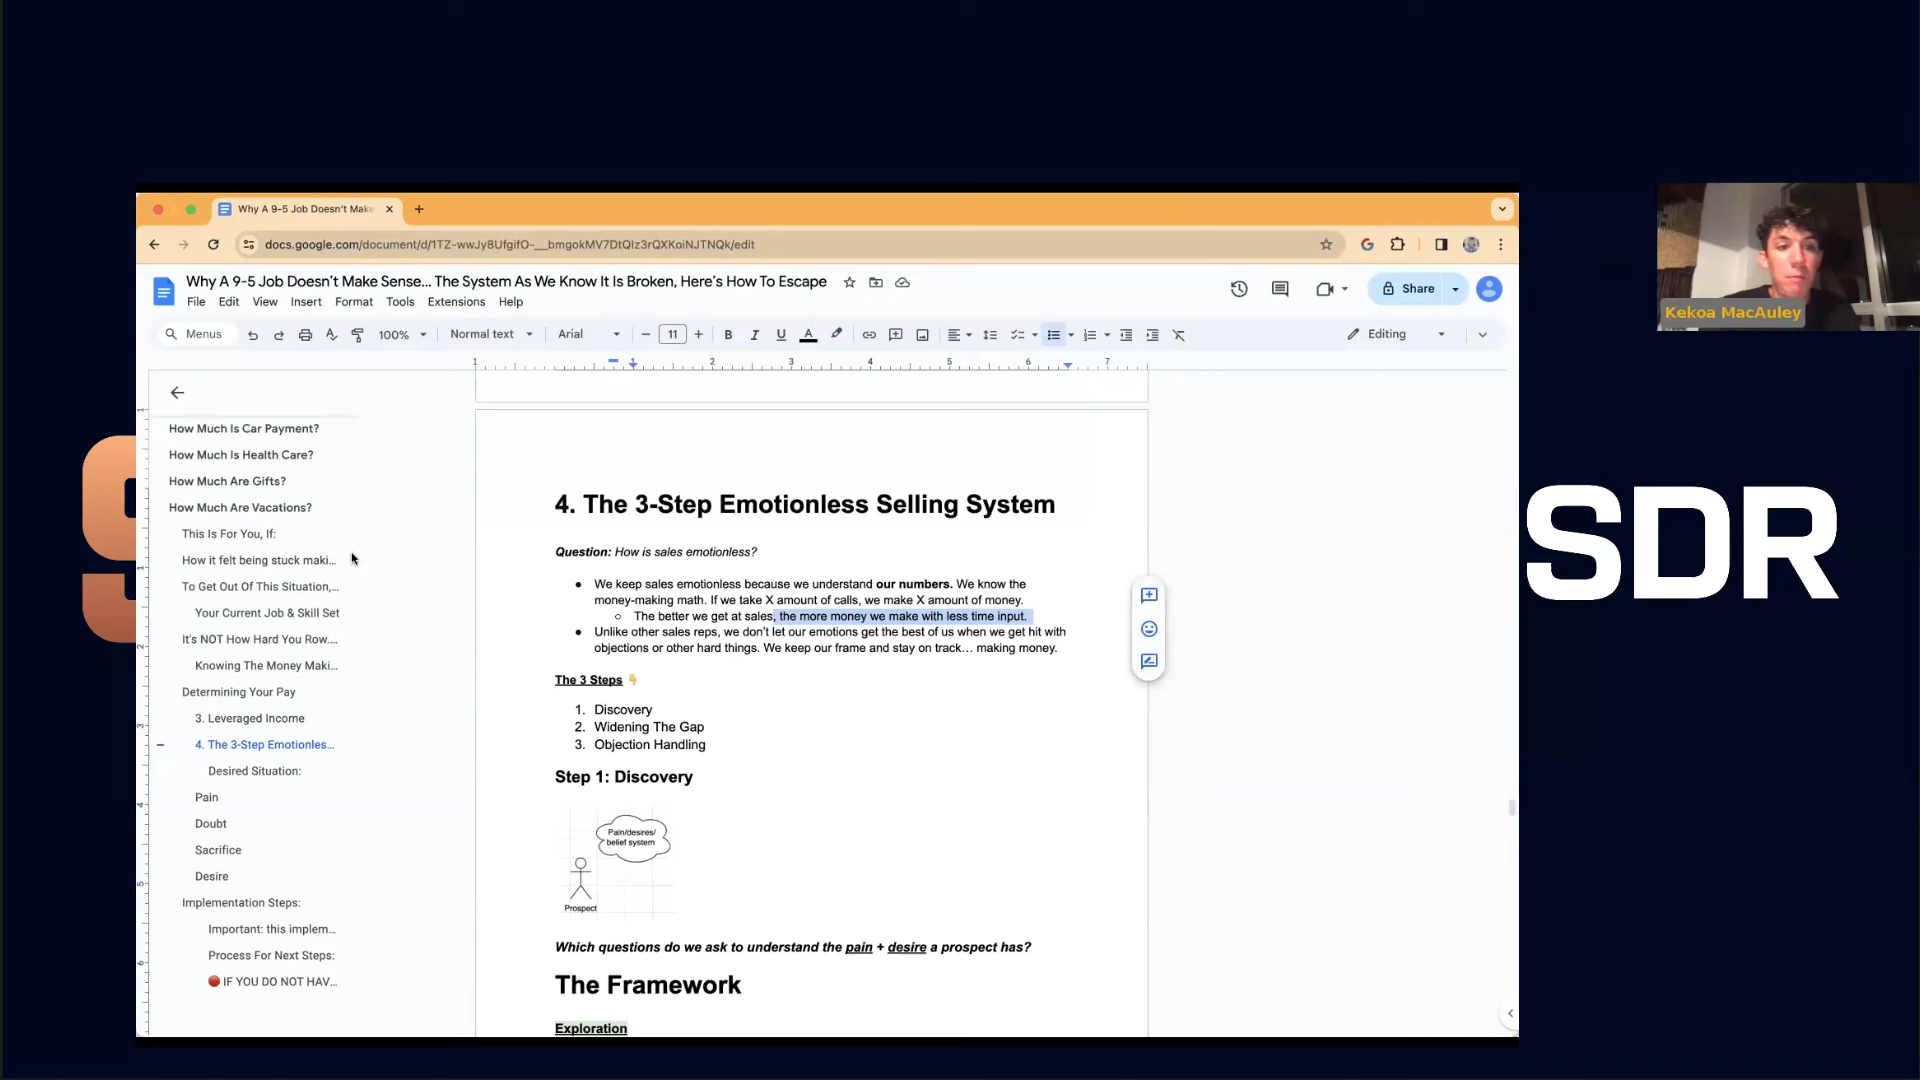 Why A 9-5 Job Doesn't Make
docs.google.com/document/d/1TZ-wwJy8UfgifO-__bmgokMV7DtQIz3rQXKoiNJTNQk/edit
Why A 9-5 Job Doesn't Make Sense... The System As We Know It Is Broken, Here's How To Escape
File Edit View Insert Format Tools Extensions Help
Share
Menus 100% Normal text Arial 11 Editing
1 1 2 3 4 5 6 7
How Much Is Car Payment?
How Much Is Health Care?
How Much Are Gifts?
How Much Are Vacations?
This Is For You, If:
How it felt being stuck maki...
To Get Out Of This Situation,...
Your Current Job & Skill Set
It's NOT How Hard You Row....
Knowing The Money Maki...
Determining Your Pay
3. Leveraged Income
4. The 3-Step Emotionles...
Desired Situation:
Pain
Doubt
Sacrifice
Desire
Implementation Steps:
Important: this implem...
Process For Next Steps:
IF YOU DO NOT HAV...
4. The 3-Step Emotionless Selling System
Question: How is sales emotionless?
● We keep sales emotionless because we understand our numbers. We know the
money-making math. If we take X amount of calls, we make X amount of money.
○ The better we get at sales, the more money we make with less time input.
● Unlike other sales reps, we don't let our emotions get the best of us when we get hit with
objections or other hard things. We keep our frame and stay on track... making money.
The 3 Steps 👇
1. Discovery
2. Widening The Gap
3. Objection Handling
Step 1: Discovery
Pain/desires/
belief system
Prospect
Which questions do we ask to understand the pain + desire a prospect has?
The Framework
Exploration
Kekoa MacAuley
SDR